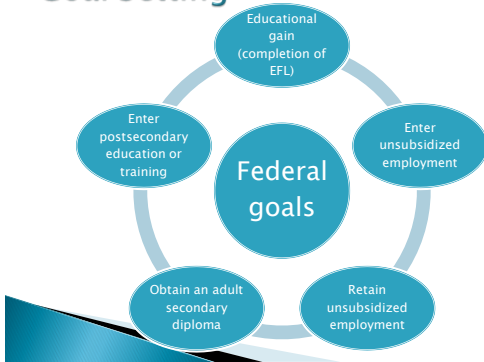 Educational
gain
(completion of
EFL)
Enter
unsubsidized
employment
Retain
unsubsidized
employment
Obtain an adult
secondary
diploma
Enter
postsecondary
education or
training
Federal
goals